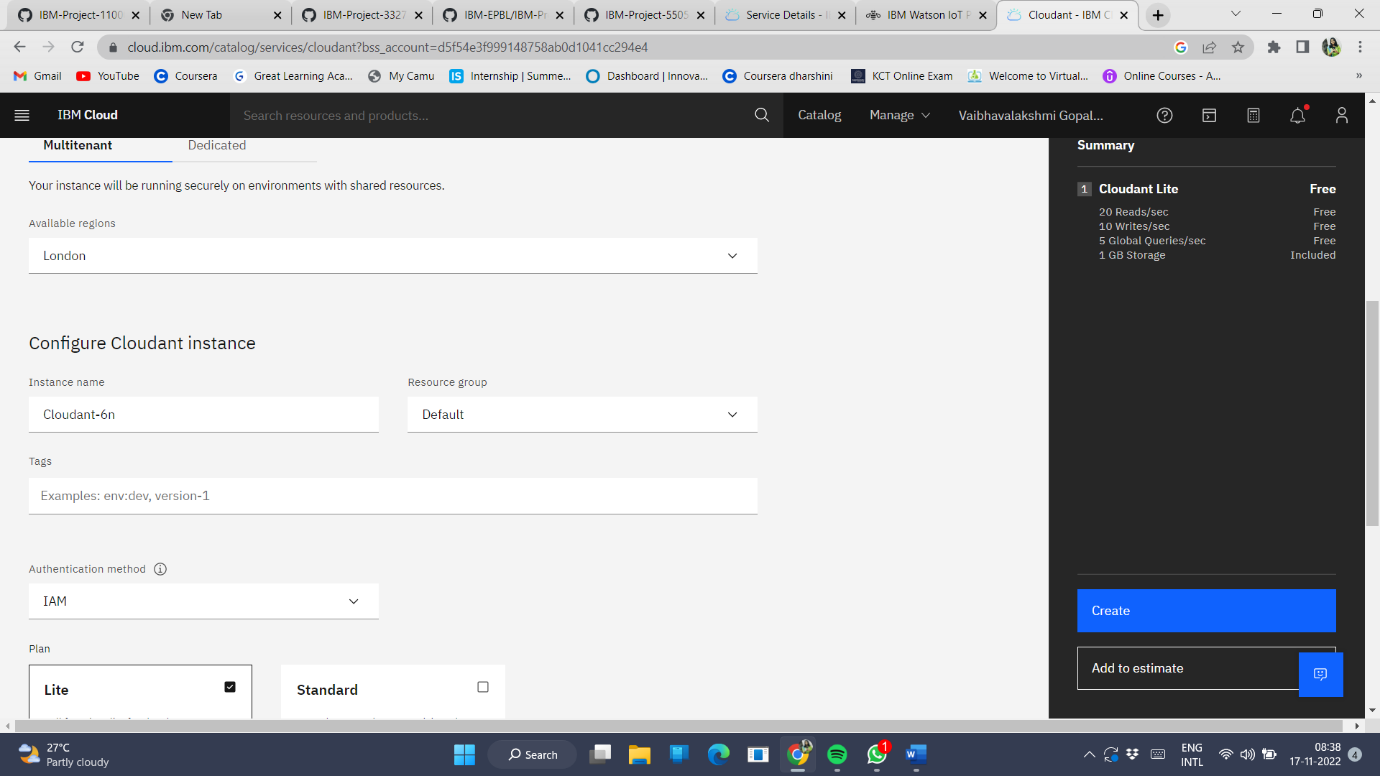 IBM-Project-1100
New Tab
IBM-Project-3327
IBM-EPBL/IBM-Pr
IBM-Project-5505
Service Details - I
IBM Watson IoT P
Cloudant - IBM C
cloud.ibm.com/catalog/services/cloudant?bss_account=d5f54e3f999148758ab0d1041cc294e4
Gmail
YouTube
Coursera
Great Learning Aca...
My Camu
Internship | Summe...
Dashboard | Innova...
Coursera dharshini
KCT Online Exam
Welcome to Virtual...
Online Courses - A...
IBM Cloud
Search resources and products...
Catalog
Manage
Vaibhavalakshmi Gopal...
Multitenant
Dedicated
Your instance will be running securely on environments with shared resources.
Available regions
London
Configure Cloudant instance
Instance name
Resource group
Cloudant-6n
Default
Tags
Examples: env:dev, version-1
Authentication method
IAM
Plan
Lite
Standard
Summary
1 Cloudant Lite Free
20 Reads/sec Free
10 Writes/sec Free
5 Global Queries/sec Free
1 GB Storage Included
Create
Add to estimate
27°C
Partly cloudy
Search
1
ENG
INTL
08:38
17-11-2022
4